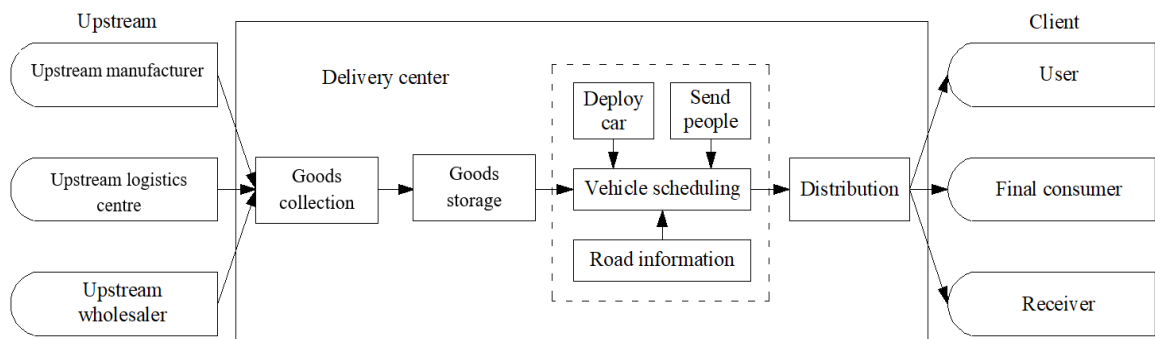 Upstream
Client
Upstream manufacturer
Delivery center
Deploy
car
Send
people
User
Upstream logistics
centre
Goods
collection
Goods
storage
Vehicle scheduling
Distribution
Final consumer
Road information
Upstream
wholesaler
Receiver